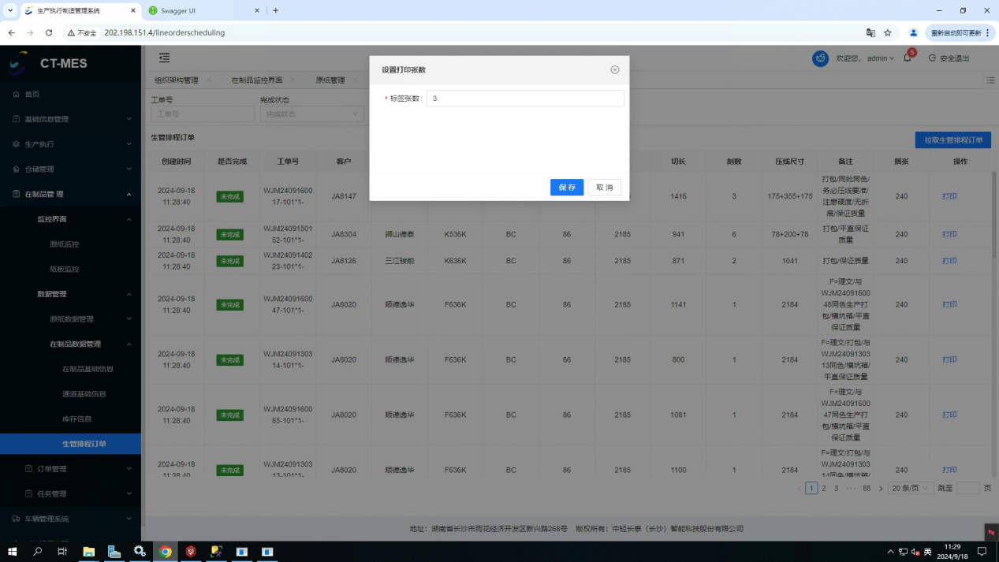 生产执行制造管理系统
Swagger UI
不安全
202.198.151.4/lineorderscheduling
重新启动即可更新
CT-MES
欢迎您, admin
5
安全退出
首页
基础信息管理
生产执行
仓储管理
在制品管 理
监控界面
原纸监控
纸板监控
数据管理
原纸数据管理
在制品数据管理
在制品基础信息
通道基础信息
库存信息
生管排程订单
订单管理
任务管理
车辆管理系统
组织架构管理
在制品监控界面
原纸管理
工单号
完成状态
工单号
完成状态
生管排程订单
拉取生管排程订单
设置打印张数
* 标签张数: 3
保 存
取 消
创建时间 是否完成 工单号 客户 切长 剖数 压线尺寸 备注 捆张 操作
2024-09-18 11:28:40 未完成 WJM24091600 17-101*1- JA8147 1416 3 175+355+175 打包/同批同色/务必压线要准/注意硬度/无折痕/保证质量 240 打印
2024-09-18 11:28:40 未完成 WJM24091501 52-101*1- JA8304 狮山德泰 K536K BC 86 2185 941 6 78+200+78 打包/平直保证质量 240 打印
2024-09-18 11:28:40 未完成 WJM24091402 23-101*1- JA8126 三江骏前 K636K BC 86 2185 871 2 1041 打包/保证质量 240 打印
2024-09-18 11:28:40 未完成 WJM24091600 47-101*1- JA8020 顺德逸华 F636K BC 86 2185 1141 1 2184 F=理文/与WJM2409160048同色生产打包/横坑箱/平直保证质量 240 打印
2024-09-18 11:28:40 未完成 WJM24091303 14-101*1- JA8020 顺德逸华 F636K BC 86 2185 800 1 2184 F=理文/打包/与WJM2409130313同色/横坑箱/平直保证质量 240 打印
2024-09-18 11:28:40 未完成 WJM24091600 65-101*1- JA8020 顺德逸华 F636K BC 86 2185 1081 1 2184 F=理文/与WJM2409160047同色生产打包/横坑箱/平直保证质量 240 打印
2024-09-18 11:28:40 未完成 WJM24091303 13-101*1- JA8020 顺德逸华 F636K BC 86 2185 1100 1 2184 F=理文/打包/与WJM2409130314同色/横坑箱/ 240 打印
1 2 3 ··· 88 20 条/页 跳至 页
地址：湖南省长沙市雨花经济开发区新兴路268号 版权所有：中轻长泰（长沙）智能科技股份有限公司
英
11:29
2024/9/18